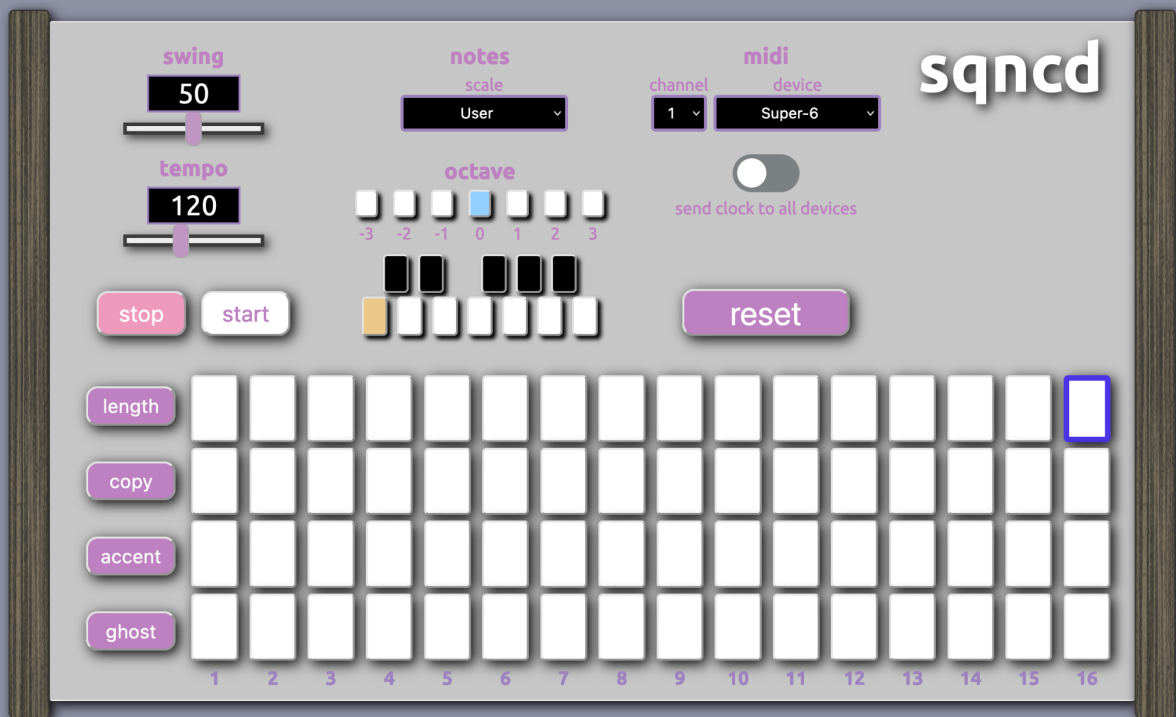 swing
50
tempo
120
notes
scale
User
octave
-3 -2 -1 0 1 2 3
midi
channel device
1 Super-6
send clock to all devices
sqncd
stop start
reset
length
copy
accent
ghost
1 2 3 4 5 6 7 8 9 10 11 12 13 14 15 16